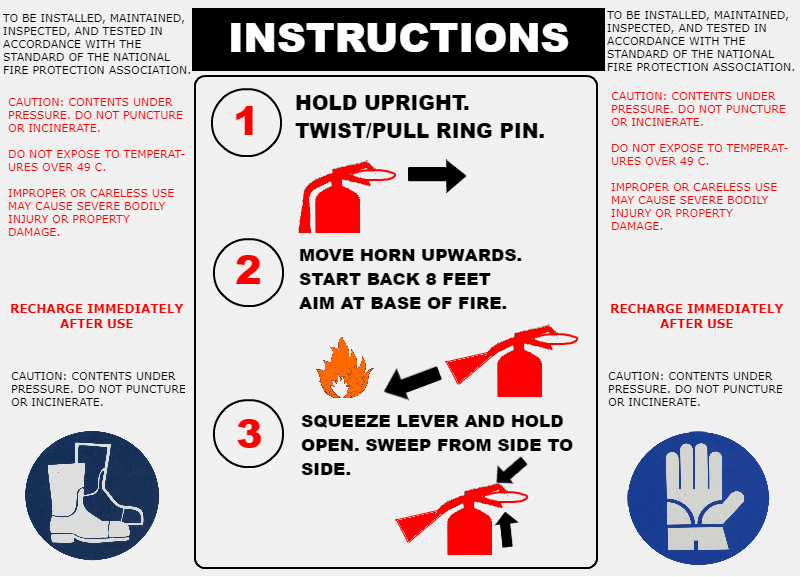 TO BE INSTALLED, MAINTAINED,
INSPECTED, AND TESTED IN
ACCORDANCE WITH THE
STANDARD OF THE NATIONAL
FIRE PROTECTION ASSOCIATION.
CAUTION: CONTENTS UNDER
PRESSURE. DO NOT PUNCTURE
OR INCINERATE.
DO NOT EXPOSE TO TEMPERAT-
URES OVER 49 C.
IMPROPER OR CARELESS USE
MAY CAUSE SEVERE BODILY
INJURY OR PROPERTY
DAMAGE.
RECHARGE IMMEDIATELY
AFTER USE
CAUTION: CONTENTS UNDER
PRESSURE. DO NOT PUNCTURE
OR INCINERATE.
INSTRUCTIONS
1
HOLD UPRIGHT.
TWIST/PULL RING PIN.
2
MOVE HORN UPWARDS.
START BACK 8 FEET
AIM AT BASE OF FIRE.
3
SQUEEZE LEVER AND HOLD
OPEN. SWEEP FROM SIDE TO
SIDE.
TO BE INSTALLED, MAINTAINED,
INSPECTED, AND TESTED IN
ACCORDANCE WITH THE
STANDARD OF THE NATIONAL
FIRE PROTECTION ASSOCIATION.
CAUTION: CONTENTS UNDER
PRESSURE. DO NOT PUNCTURE
OR INCINERATE.
DO NOT EXPOSE TO TEMPERAT-
URES OVER 49 C.
IMPROPER OR CARELESS USE
MAY CAUSE SEVERE BODILY
INJURY OR PROPERTY
DAMAGE.
RECHARGE IMMEDIATELY
AFTER USE
CAUTION: CONTENTS UNDER
PRESSURE. DO NOT PUNCTURE
OR INCINERATE.